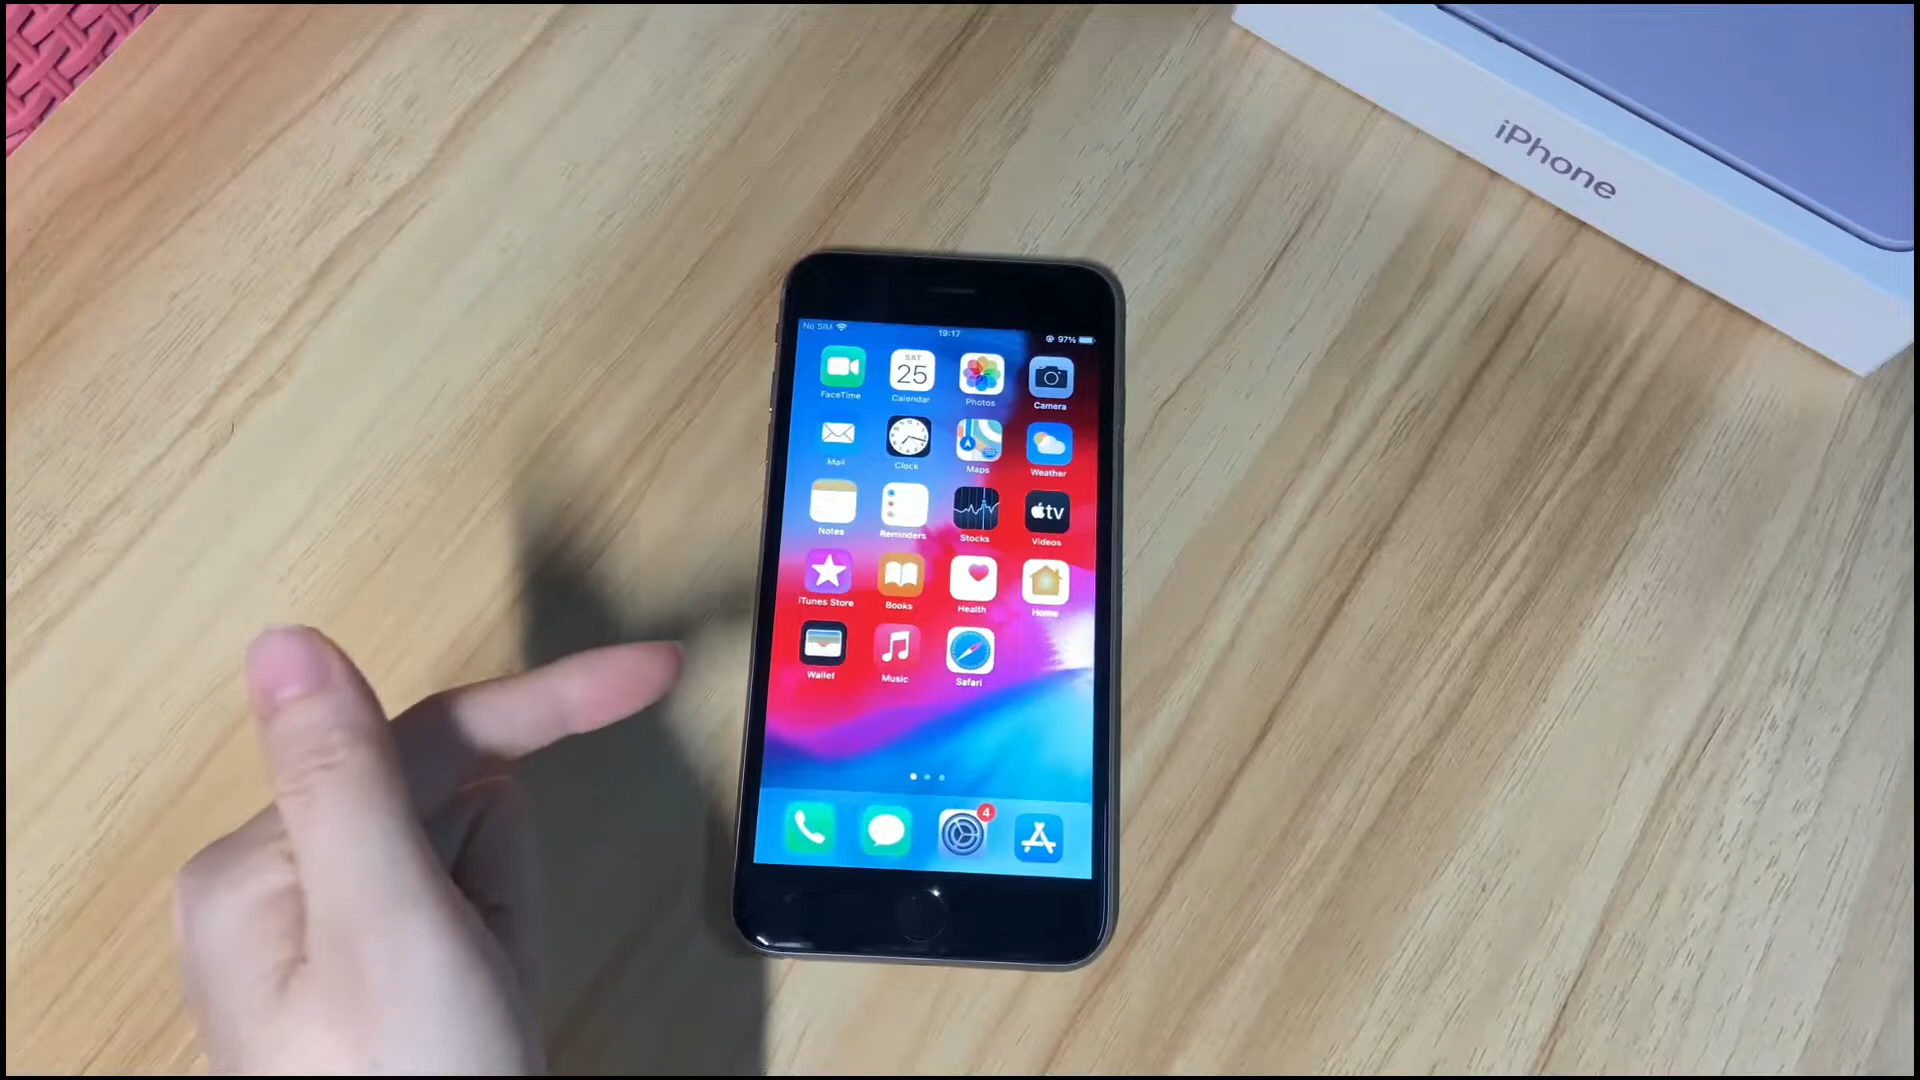 iPhone
No SIM 19:17 97%
SAT
25
FaceTime Calendar Photos Camera
Mail Clock Maps Weather
tv
Notes Reminders Stocks Videos
iTunes Store Books Health Home
Wallet Music Safari
4